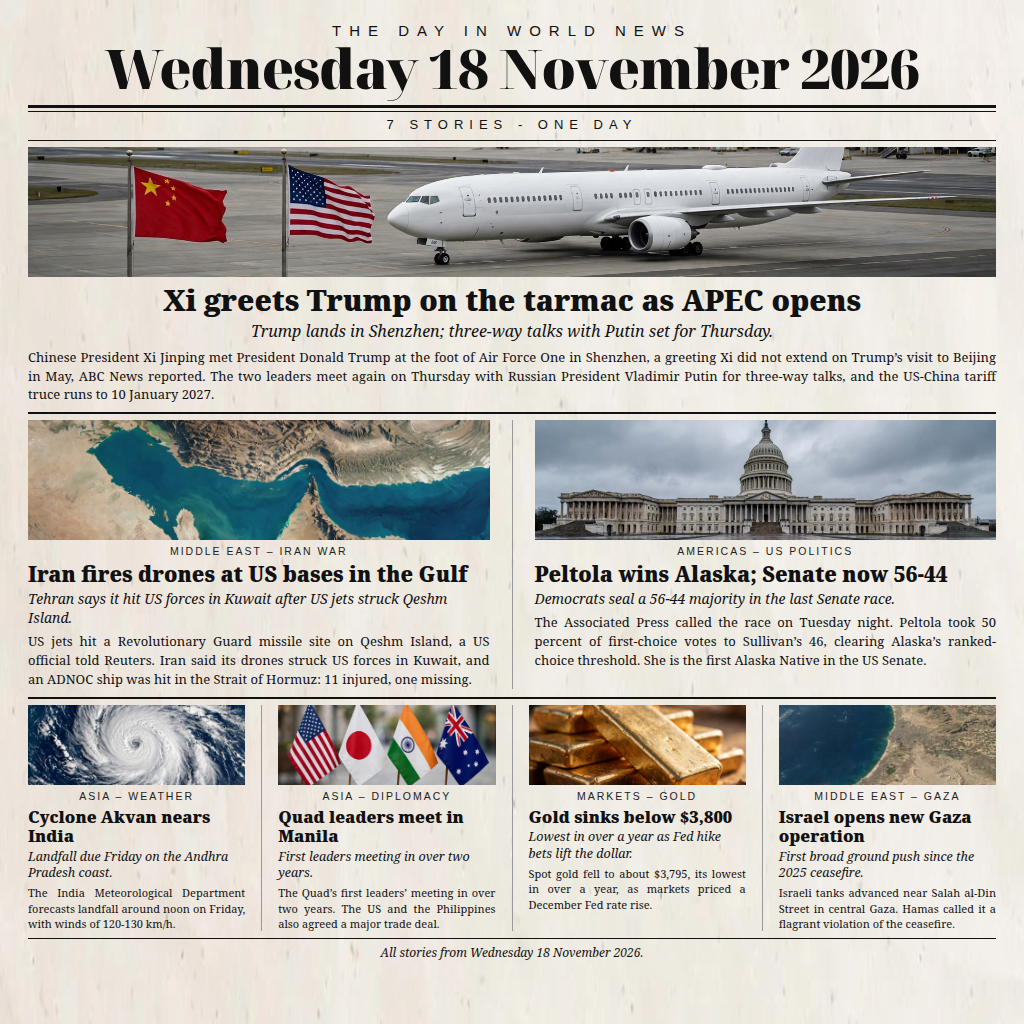 THE DAY IN WORLD NEWS
Wednesday 18 November 2026
7 STORIES - ONE DAY
Xi greets Trump on the tarmac as APEC opens
Trump lands in Shenzhen; three-way talks with Putin set for Thursday.
Chinese President Xi Jinping met President Donald Trump at the foot of Air Force One in Shenzhen, a greeting Xi did not extend on Trump’s visit to Beijing
in May, ABC News reported. The two leaders meet again on Thursday with Russian President Vladimir Putin for three-way talks, and the US-China tariff
truce runs to 10 January 2027.
MIDDLE EAST – IRAN WAR
Iran fires drones at US bases in the Gulf
Tehran says it hit US forces in Kuwait after US jets struck Qeshm
Island.
US jets hit a Revolutionary Guard missile site on Qeshm Island, a US
official told Reuters. Iran said its drones struck US forces in Kuwait, and
an ADNOC ship was hit in the Strait of Hormuz: 11 injured, one missing.
AMERICAS – US POLITICS
Peltola wins Alaska; Senate now 56-44
Democrats seal a 56-44 majority in the last Senate race.
The Associated Press called the race on Tuesday night. Peltola took 50
percent of first-choice votes to Sullivan’s 46, clearing Alaska’s ranked-
choice threshold. She is the first Alaska Native in the US Senate.
ASIA – WEATHER
Cyclone Akvan nears
India
Landfall due Friday on the Andhra
Pradesh coast.
The India Meteorological Department
forecasts landfall around noon on Friday,
with winds of 120-130 km/h.
ASIA – DIPLOMACY
Quad leaders meet in
Manila
First leaders meeting in over two
years.
The Quad’s first leaders’ meeting in over
two years. The US and the Philippines
also agreed a major trade deal.
MARKETS – GOLD
Gold sinks below $3,800
Lowest in over a year as Fed hike
bets lift the dollar.
Spot gold fell to about $3,795, its lowest
in over a year, as markets priced a
December Fed rate rise.
MIDDLE EAST – GAZA
Israel opens new Gaza
operation
First broad ground push since the
2025 ceasefire.
Israeli tanks advanced near Salah al-Din
Street in central Gaza. Hamas called it a
flagrant violation of the ceasefire.
All stories from Wednesday 18 November 2026.